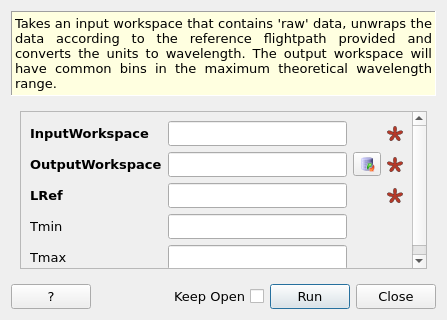 Takes an input workspace that contains 'raw' data, unwraps the
data according to the reference flightpath provided and
converts the units to wavelength. The output workspace will
have common bins in the maximum theoretical wavelength
range.
InputWorkspace
OutputWorkspace
LRef
Tmin
Tmax
?
Keep Open
Run
Close